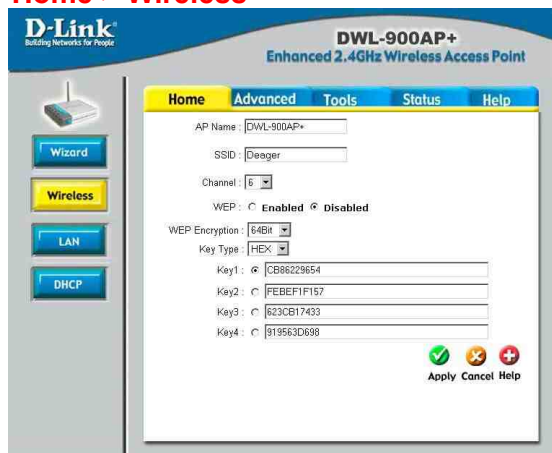 Home > Wireless
D-Link
Building Networks for People
DWL-900AP+
Enhanced 2.4GHz Wireless Access Point
Home Advanced Tools Status Help
Wizard
Wireless
LAN
DHCP
AP Name : DWL-900AP+
SSID : Deager
Channel : 6
WEP : Enabled Disabled
WEP Encryption : 64Bit
Key Type : HEX
Key1 : CB86229654
Key2 : FEBEF1F157
Key3 : 623CB17433
Key4 : 919563D698
Apply Cancel Help